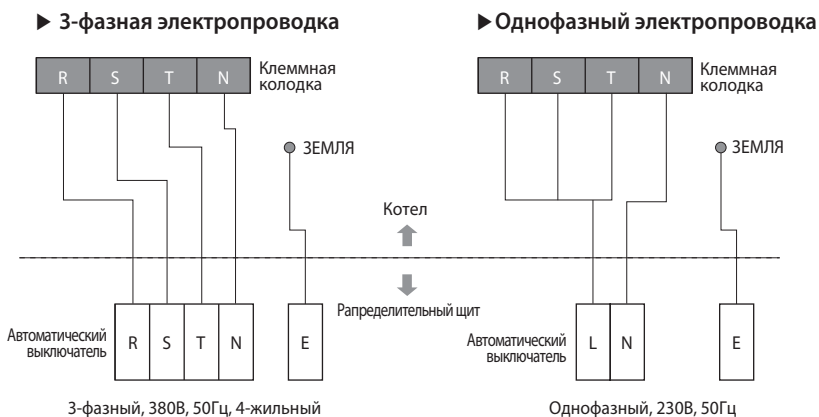 ▶ 3-фазная электропроводка
R S T N
Клеммная
колодка
ЗЕМЛЯ
Автоматический
выключатель
R S T N
E
3-фазный, 380В, 50Гц, 4-жильный
Котел
Рапределительный щит
▶Однофазный электропроводка
R S T N
Клеммная
колодка
ЗЕМЛЯ
Автоматический
выключатель
L N
E
Однофазный, 230В, 50Гц